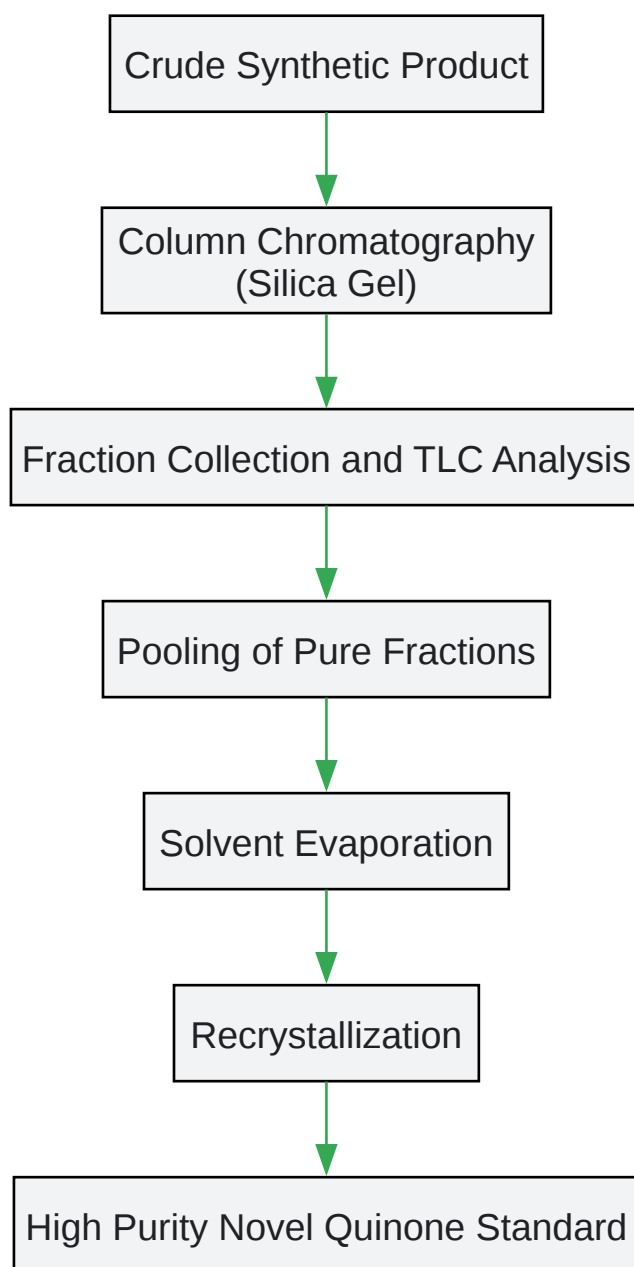 Crude Synthetic Product
Column Chromatography
(Silica Gel)
Fraction Collection and TLC Analysis
Pooling of Pure Fractions
Solvent Evaporation
Recrystallization
High Purity Novel Quinone Standard